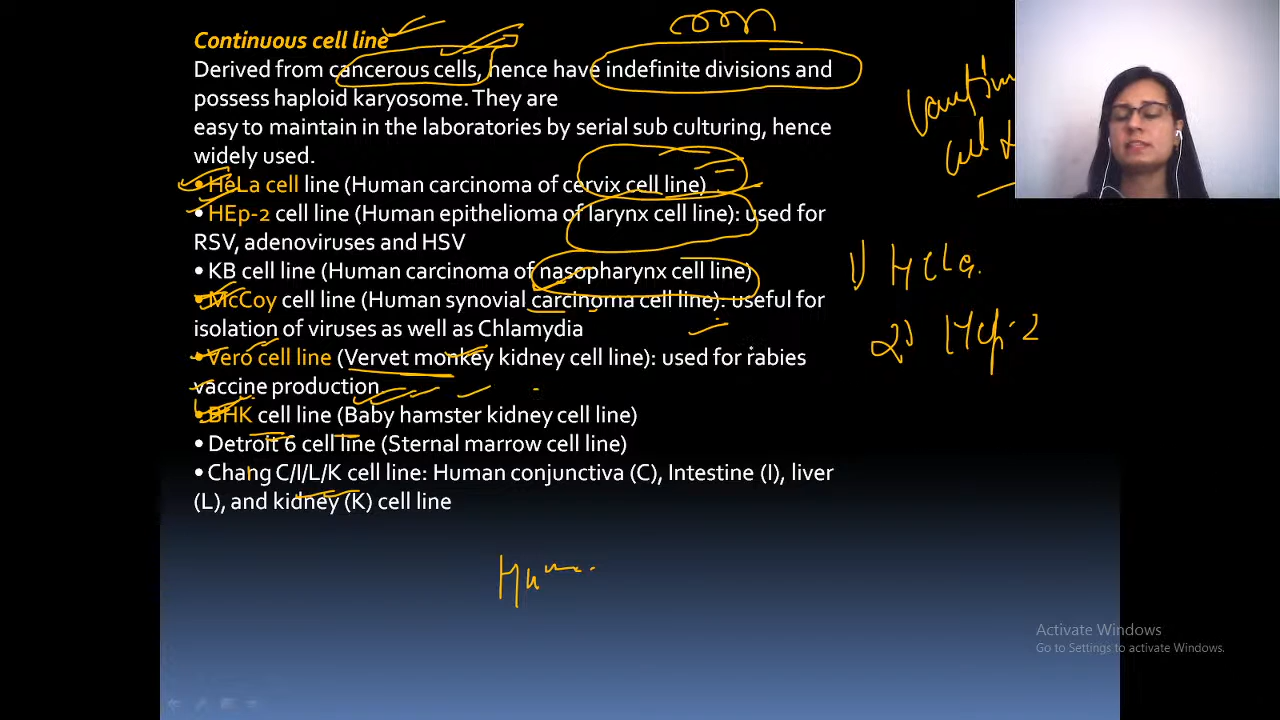 Continuous cell line
Derived from cancerous cells, hence have indefinite divisions and
possess haploid karyosome. They are
easy to maintain in the laboratories by serial sub culturing, hence
widely used.
• HeLa cell line (Human carcinoma of cervix cell line)
• HEp-2 cell line (Human epithelioma of larynx cell line): used for
RSV, adenoviruses and HSV
• KB cell line (Human carcinoma of nasopharynx cell line)
• McCoy cell line (Human synovial carcinoma cell line): useful for
isolation of viruses as well as Chlamydia
• Vero cell line (Vervet monkey kidney cell line): used for rabies
vaccine production
• BHK cell line (Baby hamster kidney cell line)
• Detroit 6 cell line (Sternal marrow cell line)
• Chang C/I/L/K cell line: Human conjunctiva (C), Intestine (I), liver
(L), and kidney (K) cell line
cell
1) HeLa.
2) Hep-2
Activate Windows
Go to Settings to activate Windows.